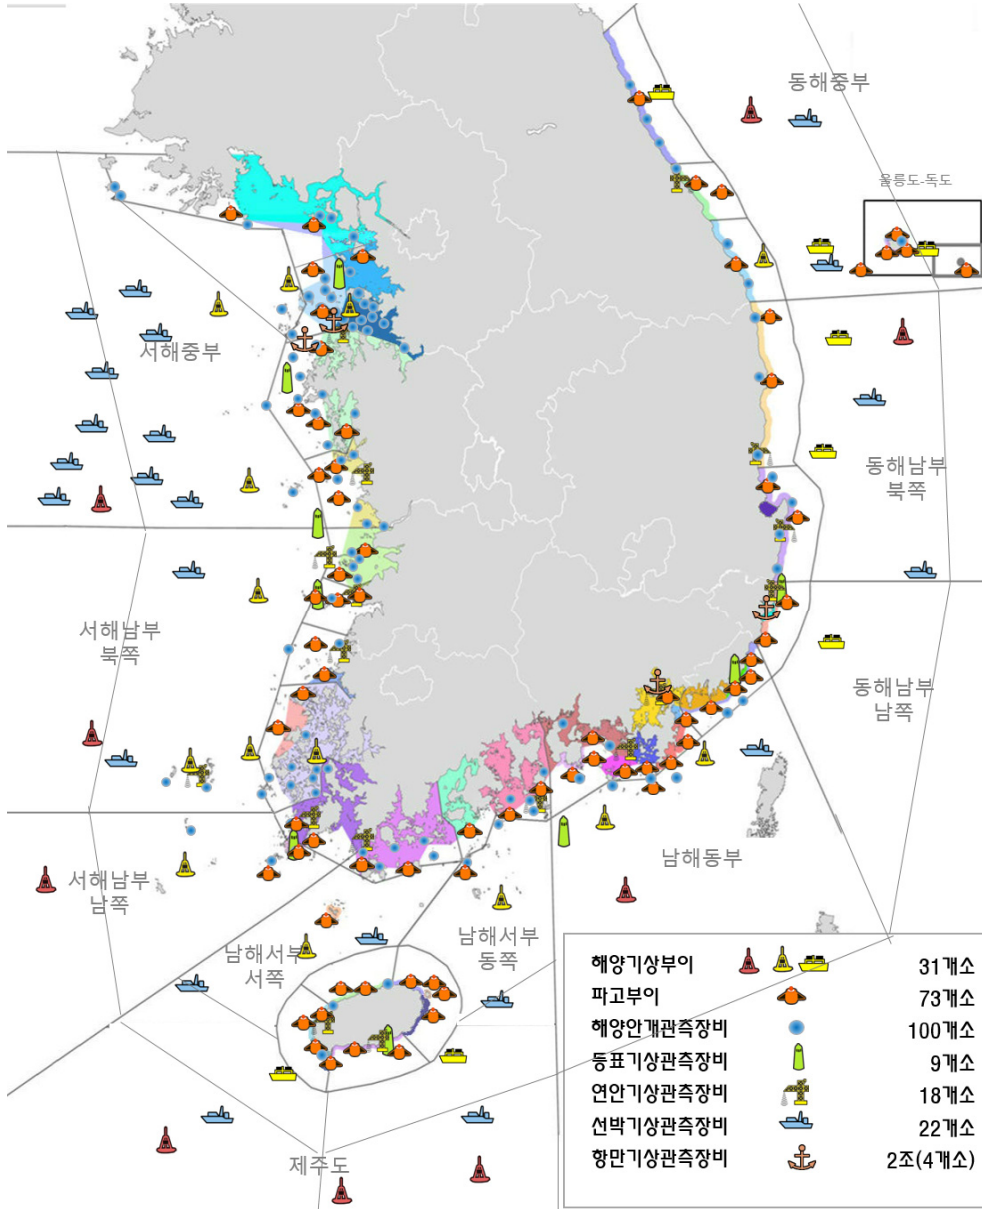 동해중부
울릉도-독도
서해중부
동해남부
북쪽
서해남부
북쪽
동해남부
남쪽
남해동부
서해남부
남쪽
남해서부
서쪽
남해서부
동쪽
제주도
해양기상부이 31개소
파고부이 73개소
해양안개관측장비 100개소
등표기상관측장비 9개소
연안기상관측장비 18개소
선박기상관측장비 22개소
항만기상관측장비 2조(4개소)